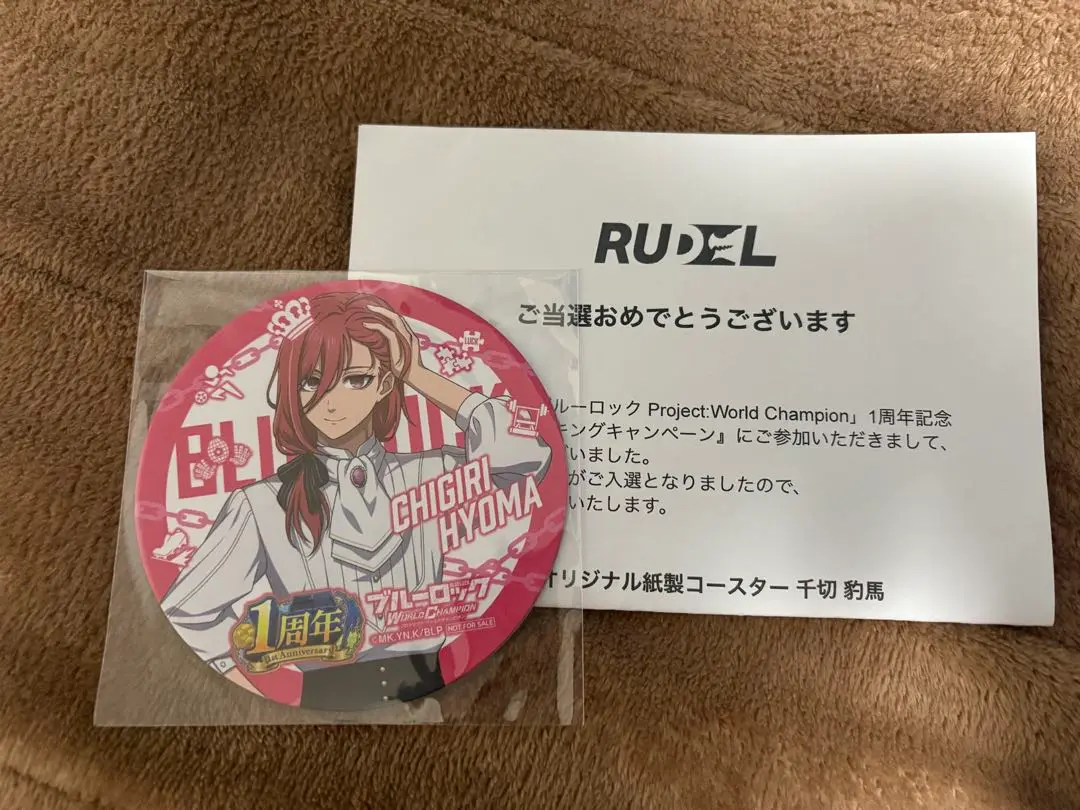 RUDEL
ご当選おめでとうございます
ルーロック Project:World Champion」1周年記念
キングキャンペーン』にご参加いただきまして、
いました。
がご入選となりましたので、
いたします。
オリジナル紙製コースター 千切 豹馬
LUCK
CHIGIRI
HYOMA
1周年
1st Anniversary
ブルーロック
WORLD CHAMPION
©MK.YN.K/BLP NOT FOR SALE